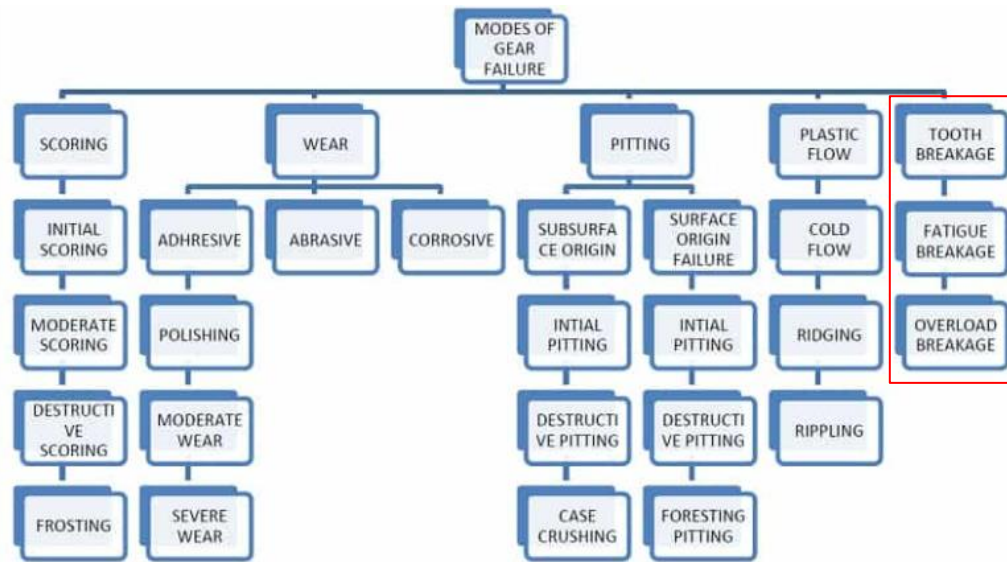 MODES OF
GEAR
FAILURE
SCORING
WEAR
PITTING
PLASTIC
FLOW
TOOTH
BREAKAGE
INITIAL
SCORING
ADHRESIVE
ABRASIVE
CORROSIVE
SUBSURFA
CE ORIGIN
SURFACE
ORIGIN
FAILURE
COLD
FLOW
FATIGUE
BREAKAGE
MODERATE
SCORING
POLISHING
INTIAL
PITTING
INTIAL
PITTING
RIDGING
OVERLOAD
BREAKAGE
DESTRUCTI
VE
SCORING
MODERATE
WEAR
DESTRUCTI
VE PITTING
DESTRUCTI
VE PITTING
RIPPLING
FROSTING
SEVERE
WEAR
CASE
CRUSHING
FORESTING
PITTING